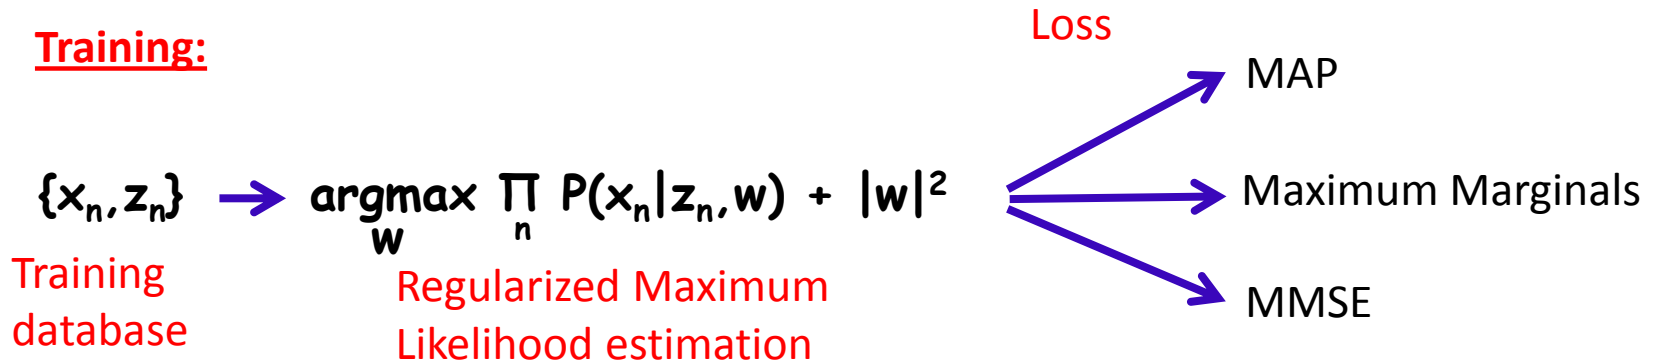 Training:
Loss
MAP
{xₙ,zₙ} → argmax ∏ P(xₙ|zₙ,w) + |w|²
w n
Maximum Marginals
Training
database
Regularized Maximum
Likelihood estimation
MMSE